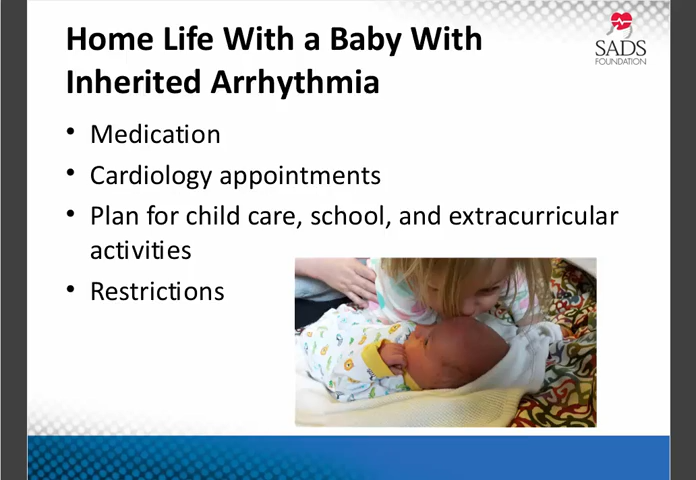 Home Life With a Baby With
Inherited Arrhythmia
SADS
FOUNDATION
• Medication
• Cardiology appointments
• Plan for child care, school, and extracurricular
activities
• Restrictions